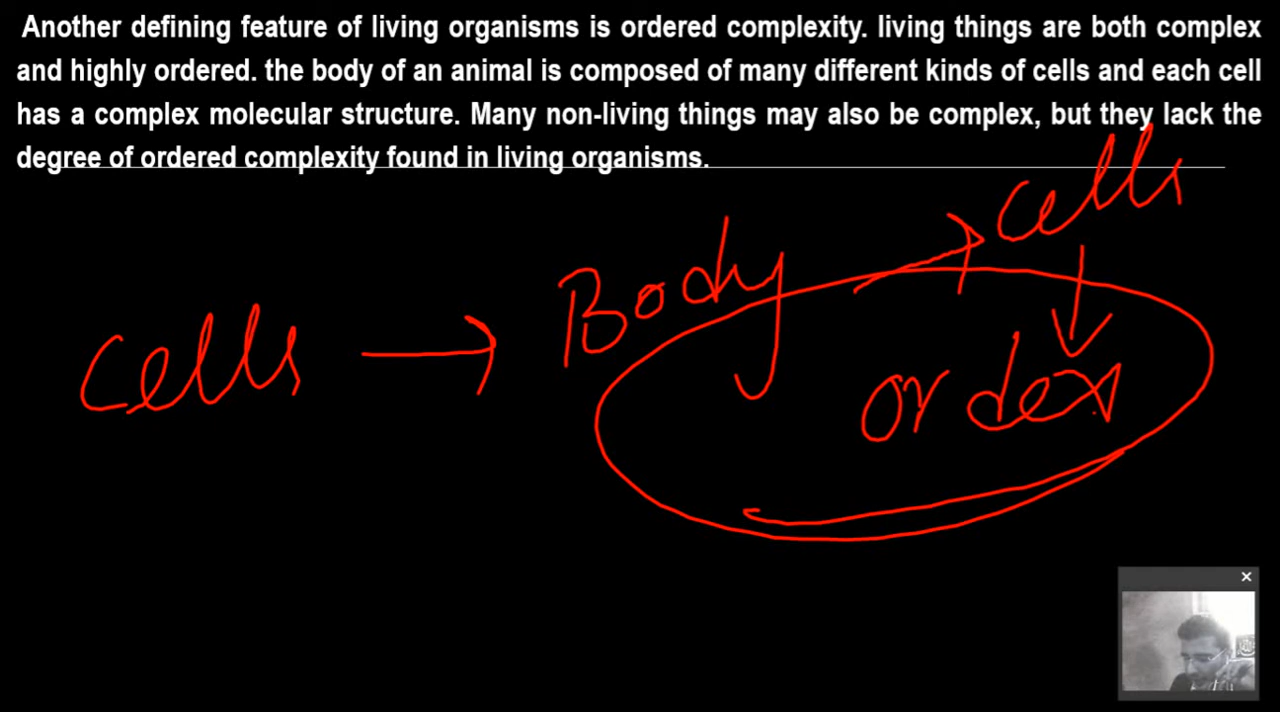 Another defining feature of living organisms is ordered complexity. living things are both complex
and highly ordered. the body of an animal is composed of many different kinds of cells and each cell
has a complex molecular structure. Many non-living things may also be complex, but they lack the
degree of ordered complexity found in living organisms.
cells
Body
cells
order